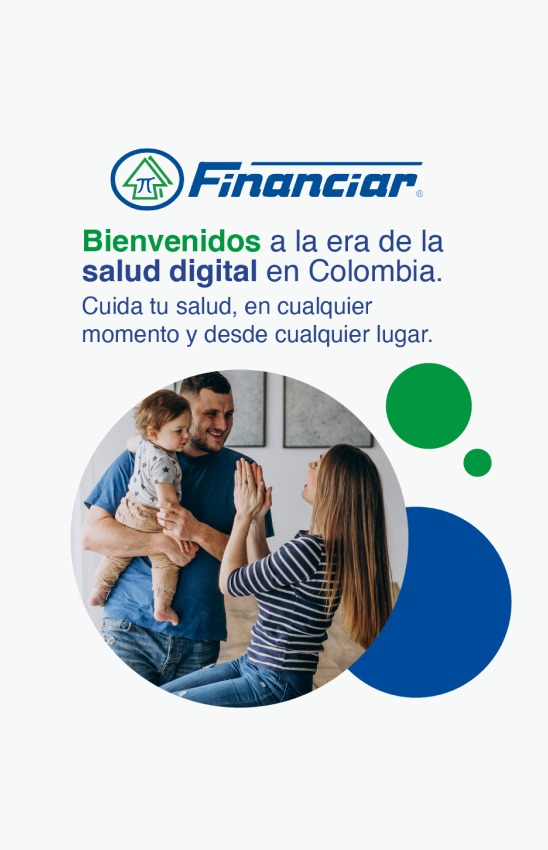 π Financiar®
Bienvenidos a la era de la
salud digital en Colombia.
Cuida tu salud, en cualquier
momento y desde cualquier lugar.